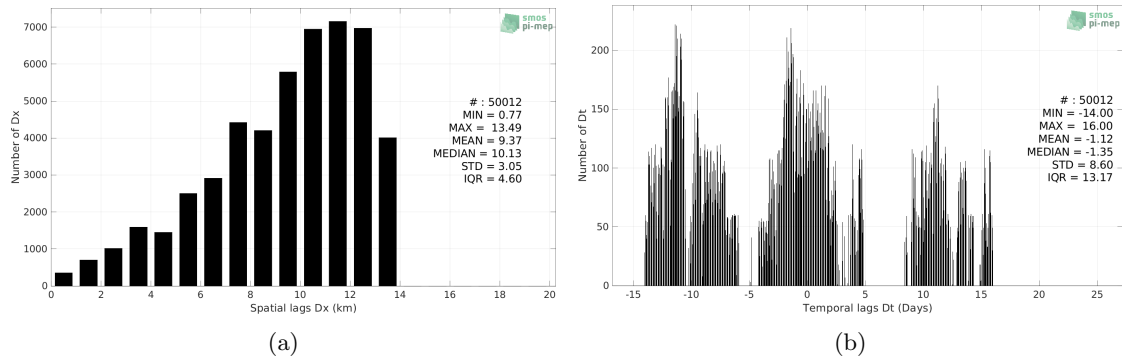 smos
pi-mep
7000
6000
5000
4000
3000
2000
1000
0
Number of Dx
# : 50012
MIN = 0.77
MAX = 13.49
MEAN = 9.37
MEDIAN = 10.13
STD = 3.05
IQR = 4.60
0 2 4 6 8 10 12 14 16 18 20
Spatial lags Dx (km)
(a)
smos
pi-mep
200
150
100
50
0
Number of Dt
# : 50012
MIN = -14.00
MAX = 16.00
MEAN = -1.12
MEDIAN = -1.35
STD = 8.60
IQR = 13.17
-15 -10 -5 0 5 10 15 20 25
Temporal lags Dt (Days)
(b)